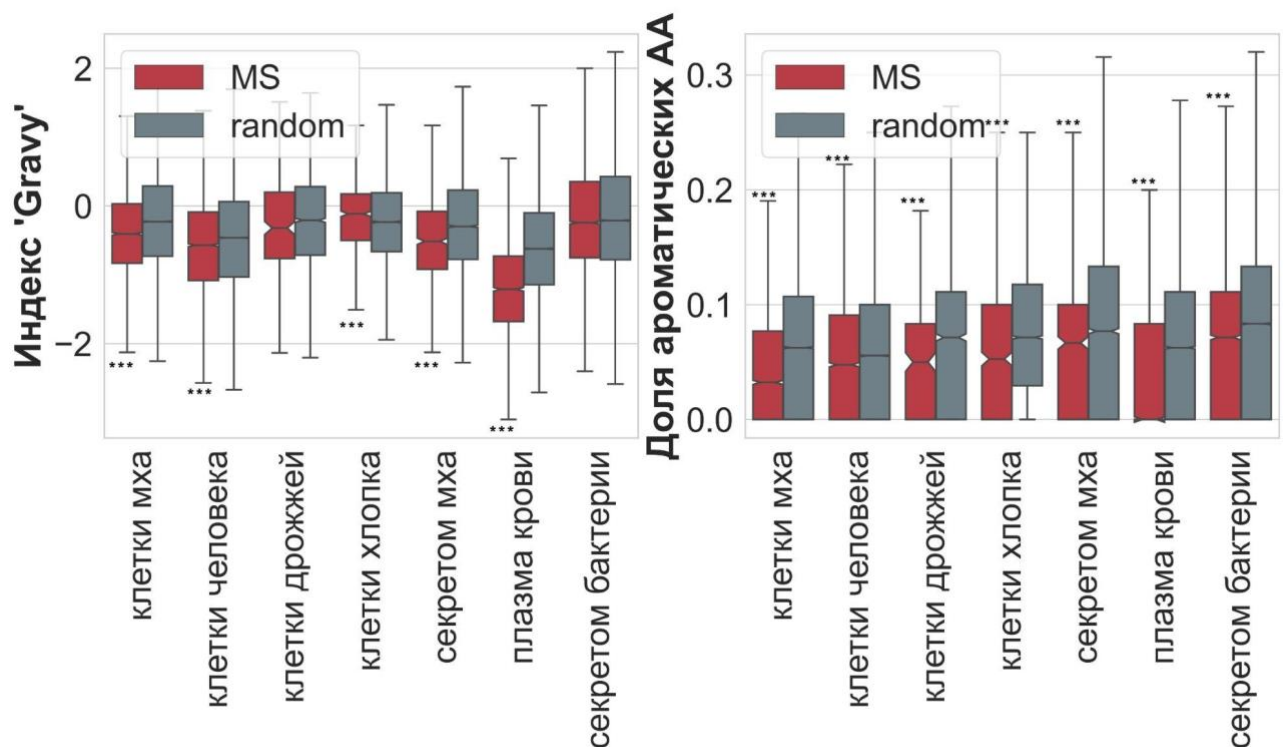 Индекс 'Gravy'
2
0
−2
MS
random
***
***
***
***
***
клетки мха
клетки человека
клетки дрожжей
клетки хлопка
секретом мха
плазма крови
секретом бактерии
Доля ароматических АА
0.3
0.2
0.1
0.0
MS
random
***
***
***
***
***
***
***
клетки мха
клетки человека
клетки дрожжей
клетки хлопка
секретом мха
плазма крови
секретом бактерии